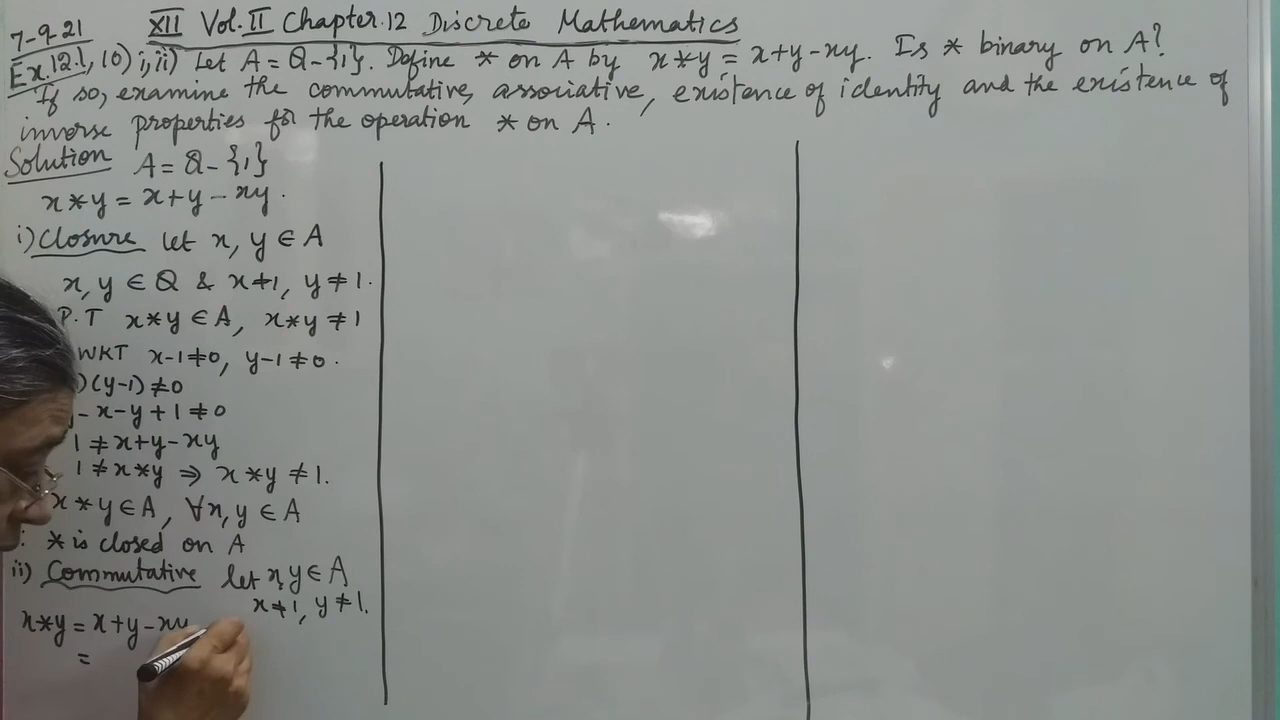 7-9-21
XII Vol.II Chapter.12 Discrete Mathematics
Ex.12.1, 10) i, ii) Let A = Q-{1}. Define * on A by x*y = x+y-xy. Is * binary on A?
If so, examine the commutative, associative, existence of identity and the existence of
inverse properties for the operation * on A.
Solution A = Q-{1}
x*y = x+y-xy.
i) Closure Let x, y ∈ A
x, y ∈ Q & x≠1, y≠1.
P.T x*y ∈ A, x*y ≠ 1
WKT x-1≠0, y-1≠0.
)(y-1) ≠0
-x-y+1≠0
1 ≠ x+y-xy
1 ≠ x*y ⇒ x*y ≠ 1.
x*y ∈ A, ∀x, y ∈ A
* is closed on A
ii) Commutative Let x, y ∈ A
x≠1, y≠1.
x*y = x+y-xy
=